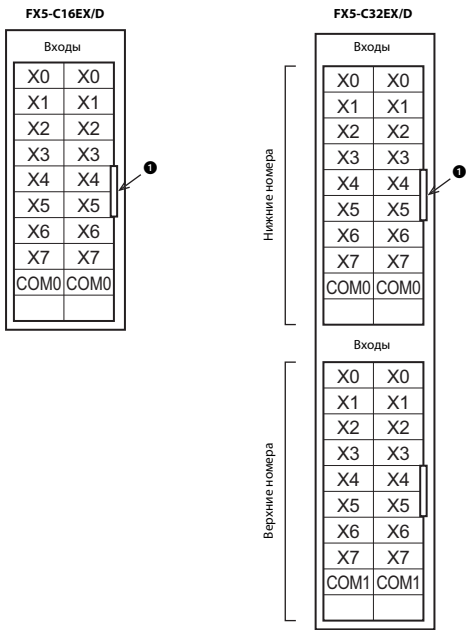 FX5-C16EX/D
Входы
X0 X0
X1 X1
X2 X2
X3 X3
X4 X4
X5 X5
X6 X6
X7 X7
COM0 COM0
❶
FX5-C32EX/D
Нижние номера
Входы
X0 X0
X1 X1
X2 X2
X3 X3
X4 X4
X5 X5
X6 X6
X7 X7
COM0 COM0
❶
Верхние номера
Входы
X0 X0
X1 X1
X2 X2
X3 X3
X4 X4
X5 X5
X6 X6
X7 X7
COM1 COM1